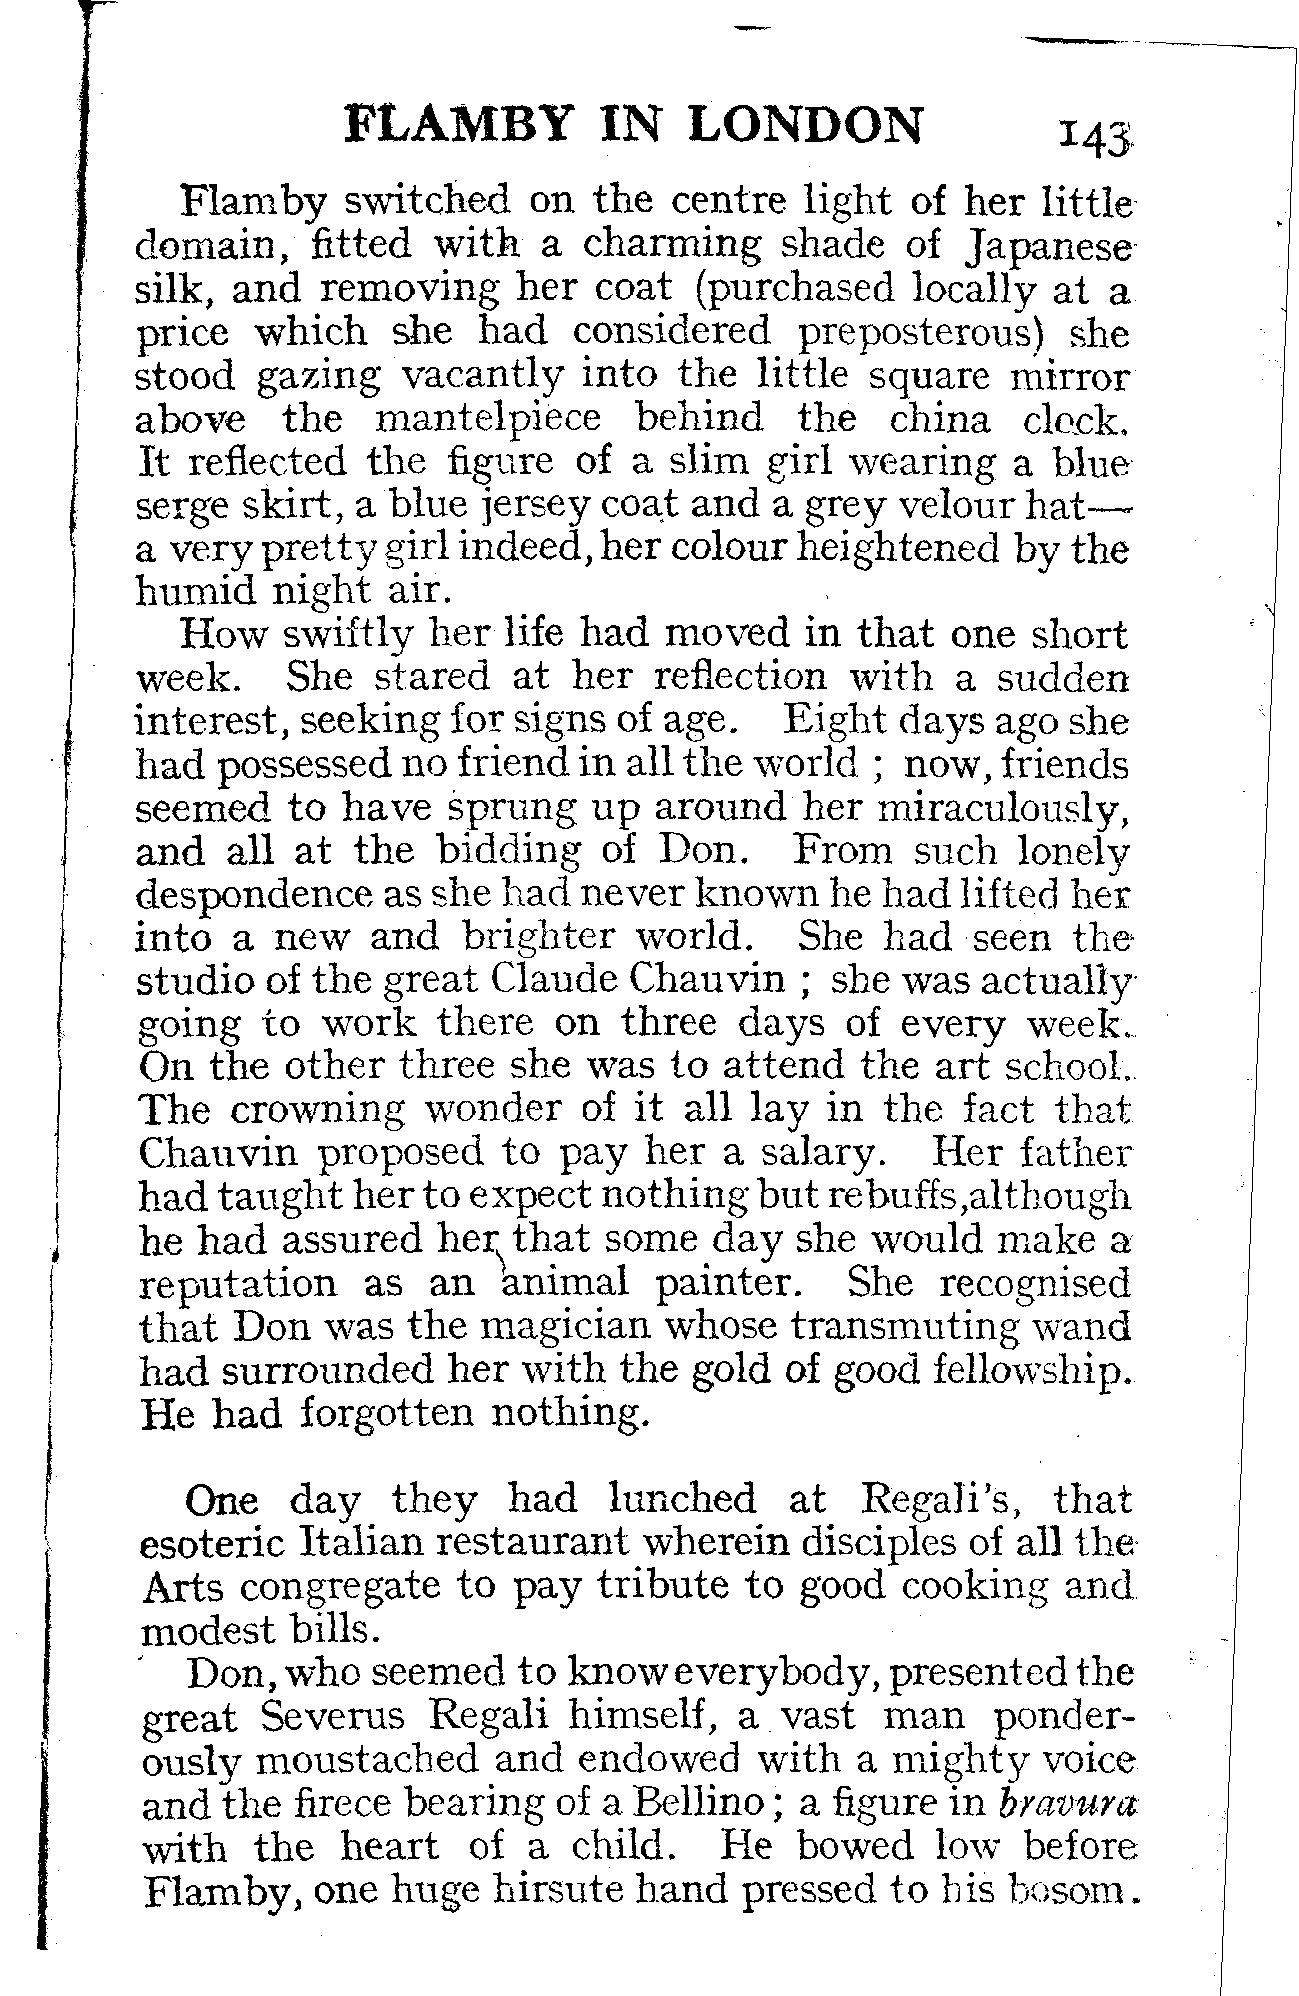 FLAMBY IN LONDON 143
Flamby switched on the centre light of her little
domain, fitted with a charming shade of Japanese
silk, and removing her coat (purchased locally at a
price which she had considered preposterous) she
stood gazing vacantly into the little square mirror
above the mantelpiece behind the china clock.
It reflected the figure of a slim girl wearing a blue
serge skirt, a blue jersey coat and a grey velour hat—
a very pretty girl indeed, her colour heightened by the
humid night air.
How swiftly her life had moved in that one short
week. She stared at her reflection with a sudden
interest, seeking for signs of age. Eight days ago she
had possessed no friend in all the world ; now, friends
seemed to have sprung up around her miraculously,
and all at the bidding of Don. From such lonely
despondence as she had never known he had lifted her
into a new and brighter world. She had seen the
studio of the great Claude Chauvin ; she was actually
going to work there on three days of every week.
On the other three she was to attend the art school.
The crowning wonder of it all lay in the fact that
Chauvin proposed to pay her a salary. Her father
had taught her to expect nothing but rebuffs, although
he had assured her that some day she would make a
reputation as an animal painter. She recognised
that Don was the magician whose transmuting wand
had surrounded her with the gold of good fellowship.
He had forgotten nothing.
One day they had lunched at Regali's, that
esoteric Italian restaurant wherein disciples of all the
Arts congregate to pay tribute to good cooking and
modest bills.
Don, who seemed to know everybody, presented the
great Severus Regali himself, a vast man ponder-
ously moustached and endowed with a mighty voice
and the firece bearing of a Bellino ; a figure in bravura
with the heart of a child. He bowed low before
Flamby, one huge hirsute hand pressed to his bosom.